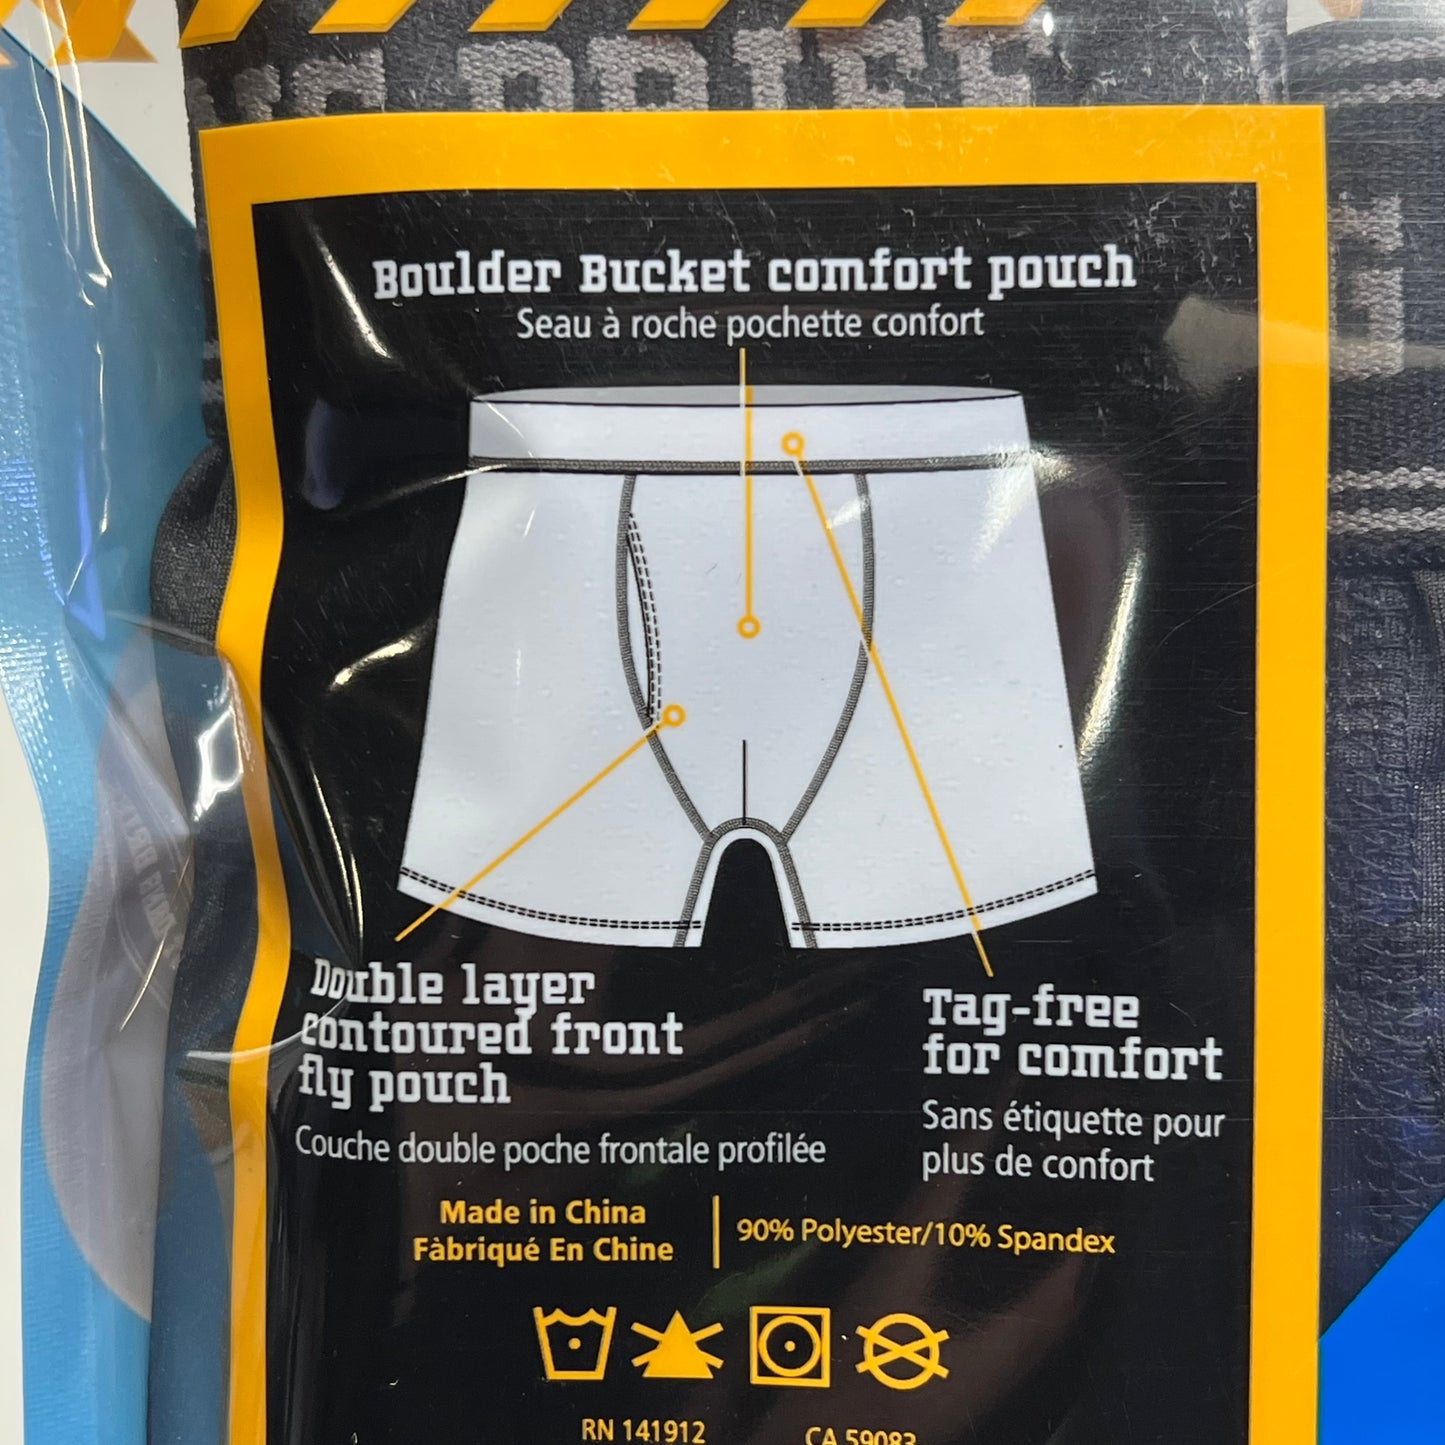 Boulder Bucket comfort pouch
Seau à roche pochette confort
Double layer
contoured front
fly pouch
Couche double poche frontale profilée
Tag-free
for comfort
Sans étiquette pour
plus de confort
Made in China
Fàbriqué En Chine
90% Polyester/10% Spandex
RN 141912
CA 59083